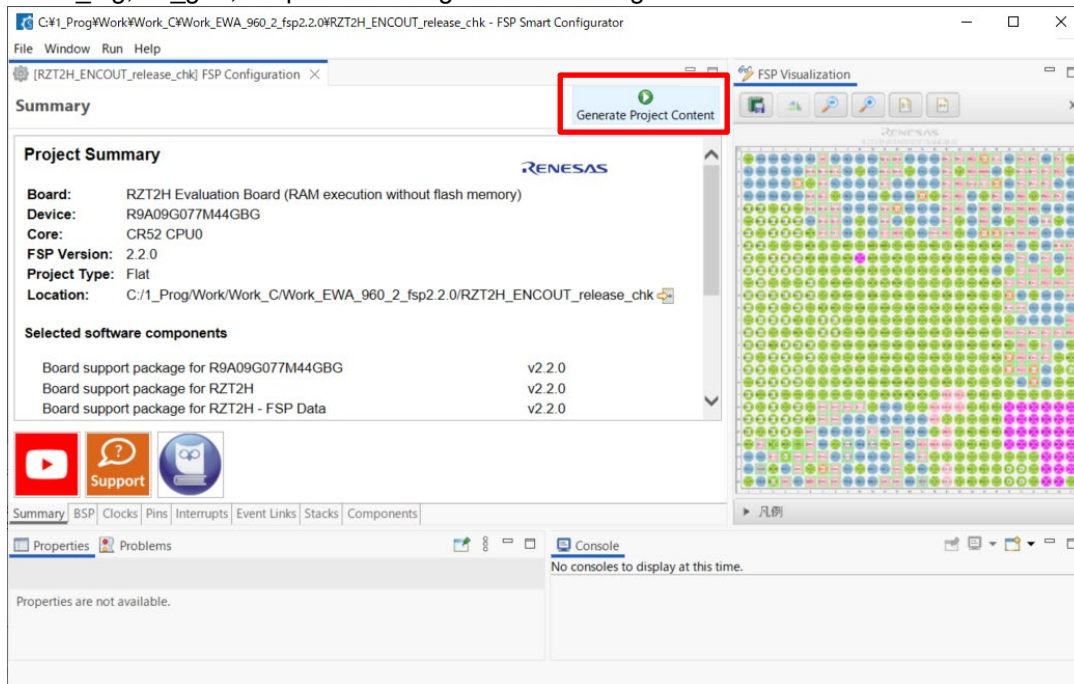 C:¥1_Prog¥Work¥Work_C¥Work_EWA_960_2_fsp2.2.0¥RZT2H_ENCOUT_release_chk - FSP Smart Configurator
File Window Run Help
[RZT2H_ENCOUT_release_chk] FSP Configuration
FSP Visualization
Summary
Generate Project Content
RENESAS
Project Summary
RENESAS
Board: RZT2H Evaluation Board (RAM execution without flash memory)
Device: R9A09G077M44GBG
Core: CR52 CPU0
FSP Version: 2.2.0
Project Type: Flat
Location: C:/1_Prog/Work/Work_C/Work_EWA_960_2_fsp2.2.0/RZT2H_ENCOUT_release_chk
Selected software components
Board support package for R9A09G077M44GBG v2.2.0
Board support package for RZT2H v2.2.0
Board support package for RZT2H - FSP Data v2.2.0
Support
Summary BSP Clocks Pins Interrupts Event Links Stacks Components
凡例
Properties Problems
Console
No consoles to display at this time.
Properties are not available.